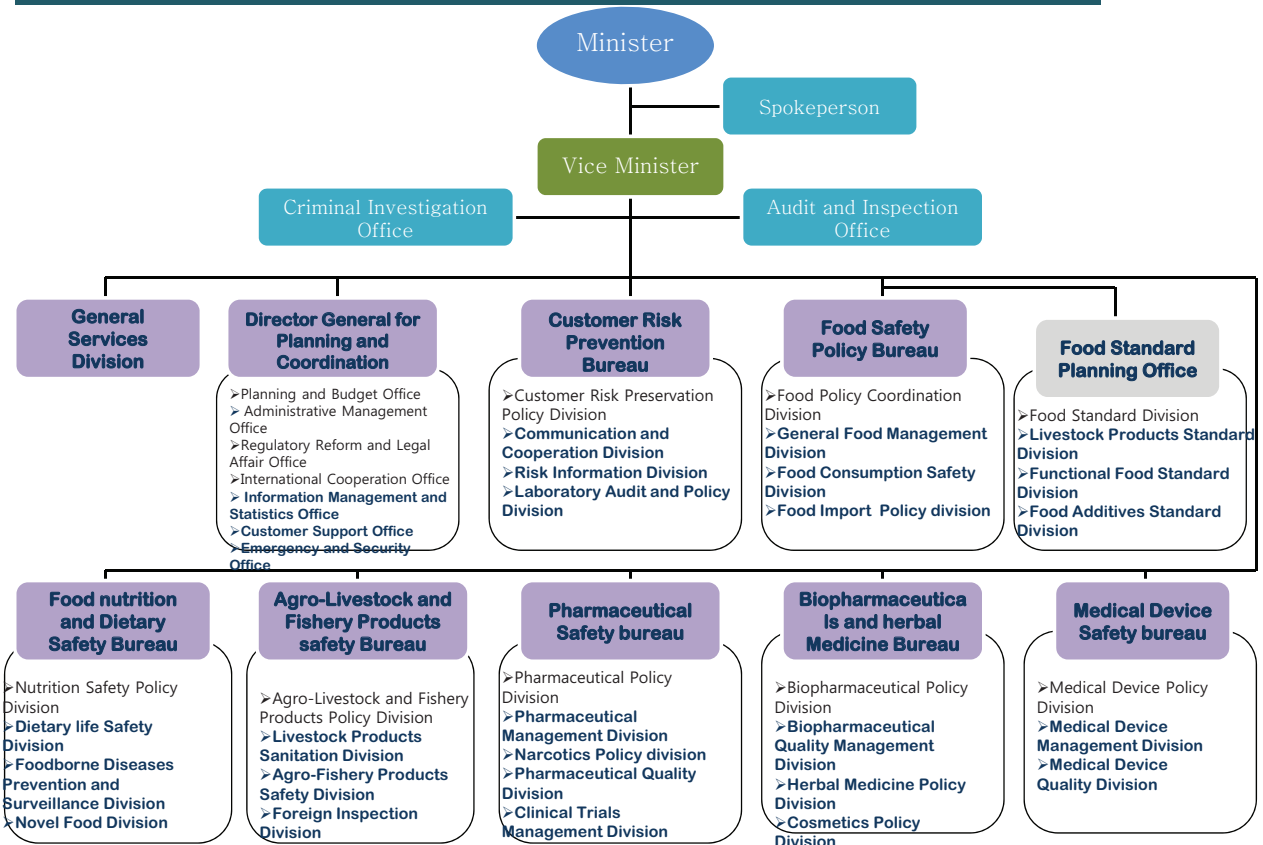 Minister
Spokeperson
Vice Minister
Criminal Investigation
Office
Audit and Inspection
Office
General
Services
Division
Director General for
Planning and
Coordination
➢Planning and Budget Office
➢ Administrative Management
Office
➢Regulatory Reform and Legal
Affair Office
➢International Cooperation Office
➢ Information Management and
Statistics Office
➢Customer Support Office
➢Emergency and Security
Office
Customer Risk
Prevention
Bureau
➢Customer Risk Preservation
Policy Division
➢Communication and
Cooperation Division
➢Risk Information Division
➢Laboratory Audit and Policy
Division
Food Safety
Policy Bureau
➢Food Policy Coordination
Division
➢General Food Management
Division
➢Food Consumption Safety
Division
➢Food Import  Policy division
Food Standard
Planning Office
➢Food Standard Division
➢Livestock Products Standard
Division
➢Functional Food Standard
Division
➢Food Additives Standard
Division
Food nutrition
and Dietary
Safety Bureau
➢Nutrition Safety Policy
Division
➢Dietary life Safety
Division
➢Foodborne Diseases
Prevention and
Surveillance Division
➢Novel Food Division
Agro-Livestock and
Fishery Products
safety Bureau
➢Agro-Livestock and Fishery
Products Policy Division
➢Livestock Products
Sanitation Division
➢Agro-Fishery Products
Safety Division
➢Foreign Inspection
Division
Pharmaceutical
Safety bureau
➢Pharmaceutical Policy
Division
➢Pharmaceutical
Management Division
➢Narcotics Policy division
➢Pharmaceutical Quality
Division
➢Clinical Trials
Management Division
Biopharmaceutica
ls and herbal
Medicine Bureau
➢Biopharmaceutical Policy
Division
➢Biopharmaceutical
Quality Management
Division
➢Herbal Medicine Policy
Division
➢Cosmetics Policy
Division
Medical Device
Safety bureau
➢Medical Device Policy
Division
➢Medical Device
Management Division
➢Medical Device
Quality Division